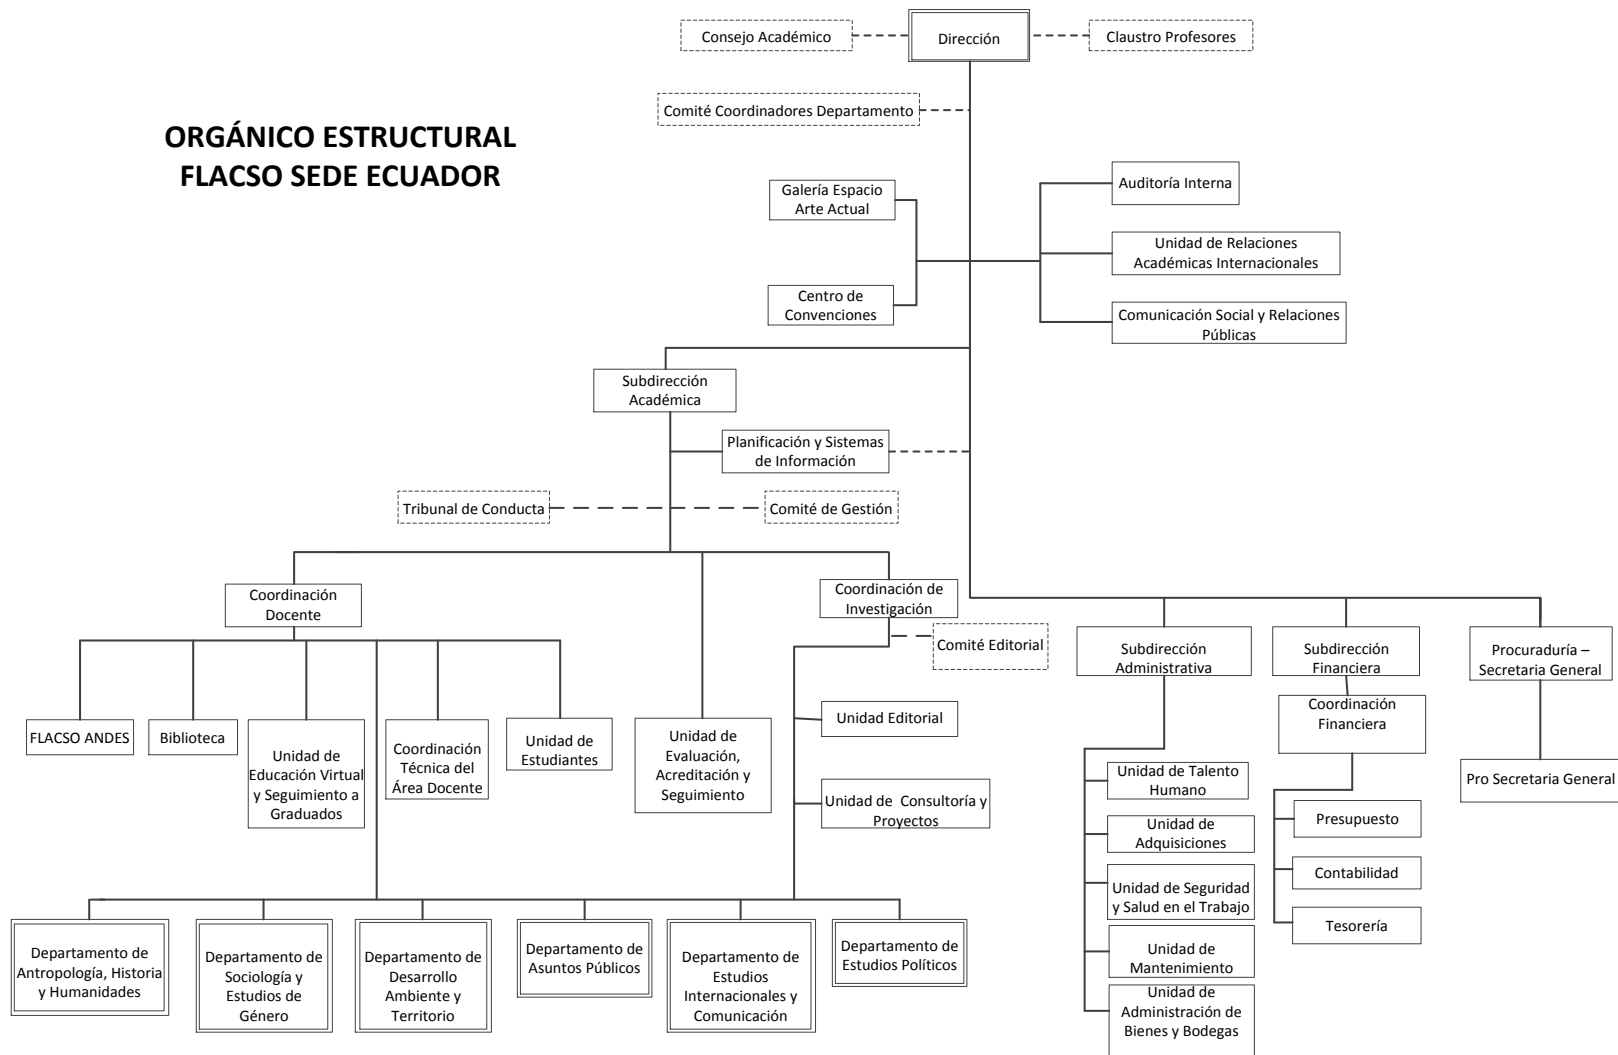 Consejo Académico
Dirección
Claustro Profesores
Comité Coordinadores Departamento
ORGÁNICO ESTRUCTURAL
FLACSO SEDE ECUADOR
Galería Espacio
Arte Actual
Auditoría Interna
Unidad de Relaciones
Académicas Internacionales
Centro de
Convenciones
Comunicación Social y Relaciones
Públicas
Subdirección
Académica
Planificación y Sistemas
de Información
Tribunal de Conducta
Comité de Gestión
Coordinación
Docente
Coordinación de
Investigación
Comité Editorial
Subdirección
Administrativa
Subdirección
Financiera
Procuraduría –
Secretaria General
FLACSO ANDES
Biblioteca
Unidad de
Educación Virtual
y Seguimiento a
Graduados
Coordinación
Técnica del
Área Docente
Unidad de
Estudiantes
Unidad de
Evaluación,
Acreditación y
Seguimiento
Unidad Editorial
Unidad de  Consultoría y
Proyectos
Coordinación
Financiera
Pro Secretaria General
Unidad de Talento
Humano
Unidad de
Adquisiciones
Unidad de Seguridad
y Salud en el Trabajo
Unidad de
Mantenimiento
Unidad de
Administración de
Bienes y Bodegas
Presupuesto
Contabilidad
Tesorería
Departamento de
Antropología, Historia
y Humanidades
Departamento de
Sociología y
Estudios de
Género
Departamento de
Desarrollo
Ambiente y
Territorio
Departamento de
Asuntos Públicos
Departamento de
Estudios
Internacionales y
Comunicación
Departamento de
Estudios Políticos